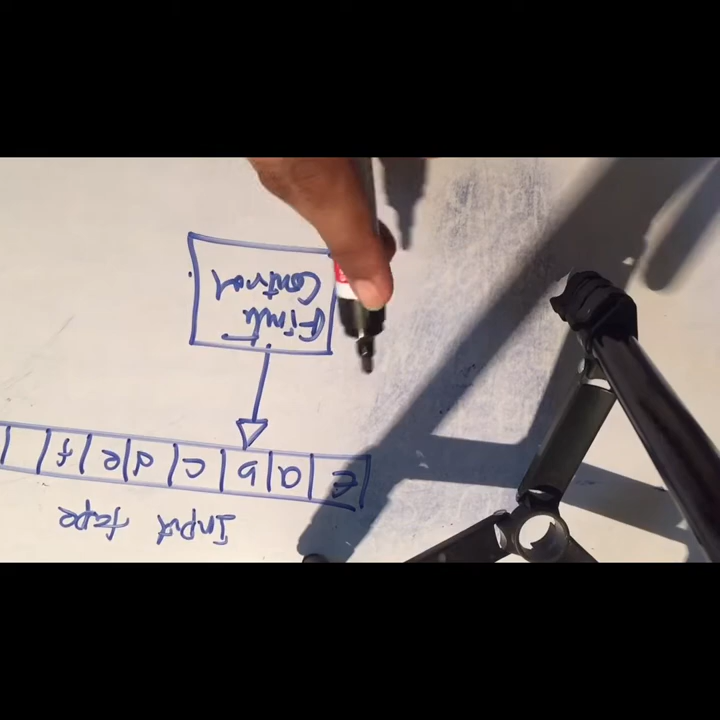 Input tape
ε a b c d e f
Finite
Control